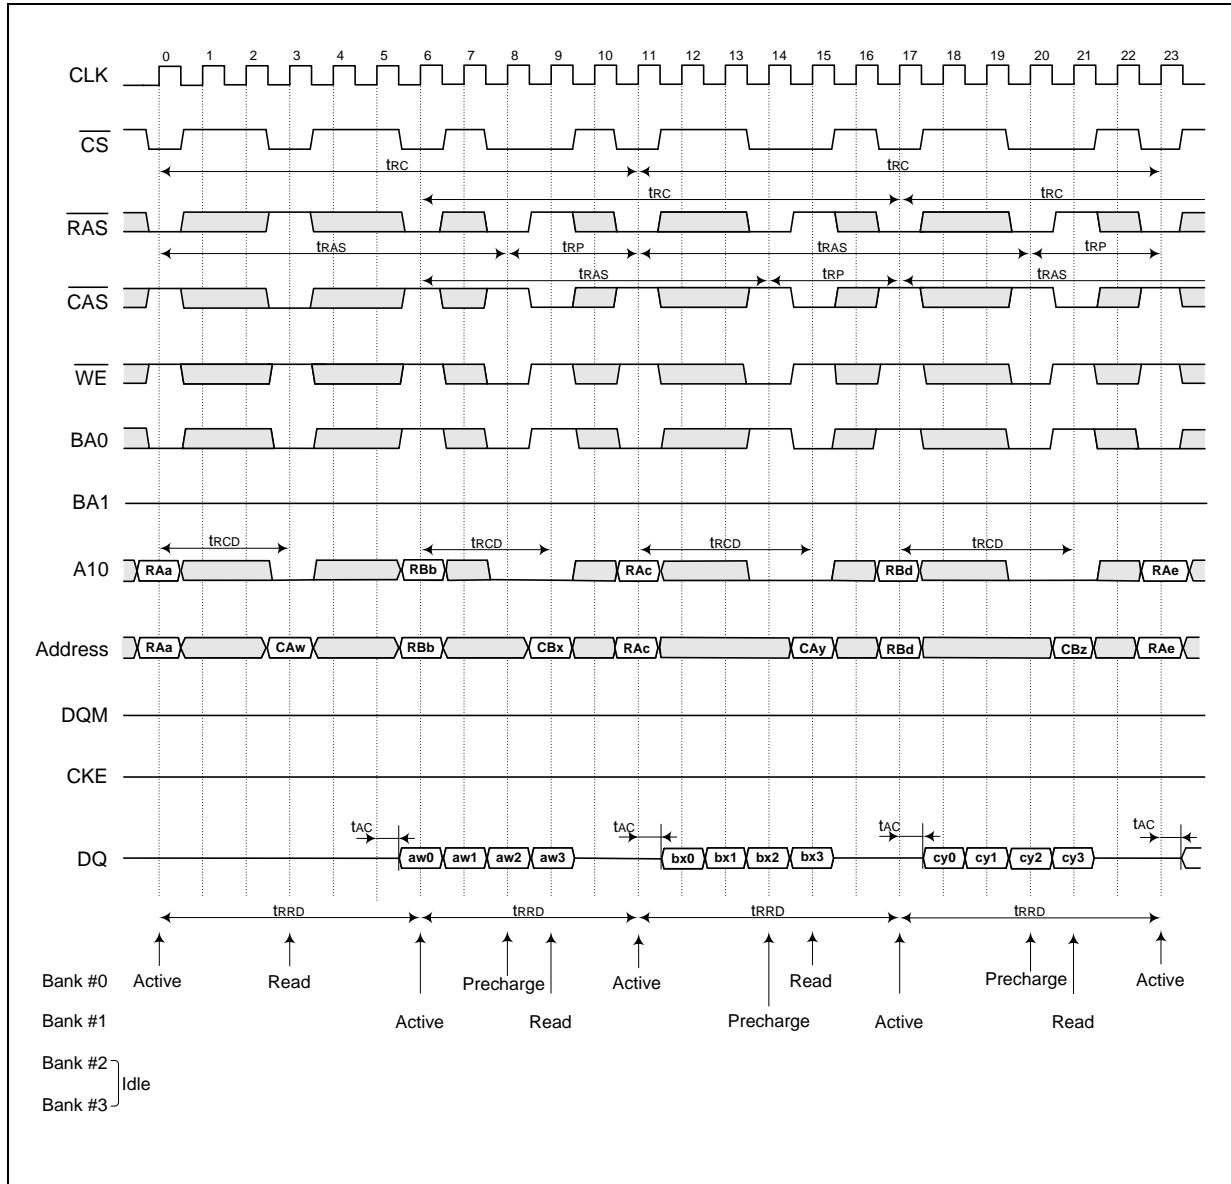 0 1 2 3 4 5 6 7 8 9 10 11 12 13 14 15 16 17 18 19 20 21 22 23
CLK
CS
tRC tRC
tRC tRC
RAS
tRAS tRP tRAS tRP
tRAS tRP tRAS
CAS
WE
BA0
BA1
tRCD tRCD tRCD tRCD
A10 RAa RBb RAc RBd RAe
Address RAa CAw RBb CBx RAc CAy RBd CBz RAe
DQM
CKE
tAC tAC tAC tAC
DQ aw0 aw1 aw2 aw3 bx0 bx1 bx2 bx3 cy0 cy1 cy2 cy3
tRRD tRRD tRRD tRRD
Bank #0 Active Read Precharge Active Read Precharge Active
Bank #1 Active Read Precharge Active Read
Bank #2
Idle
Bank #3